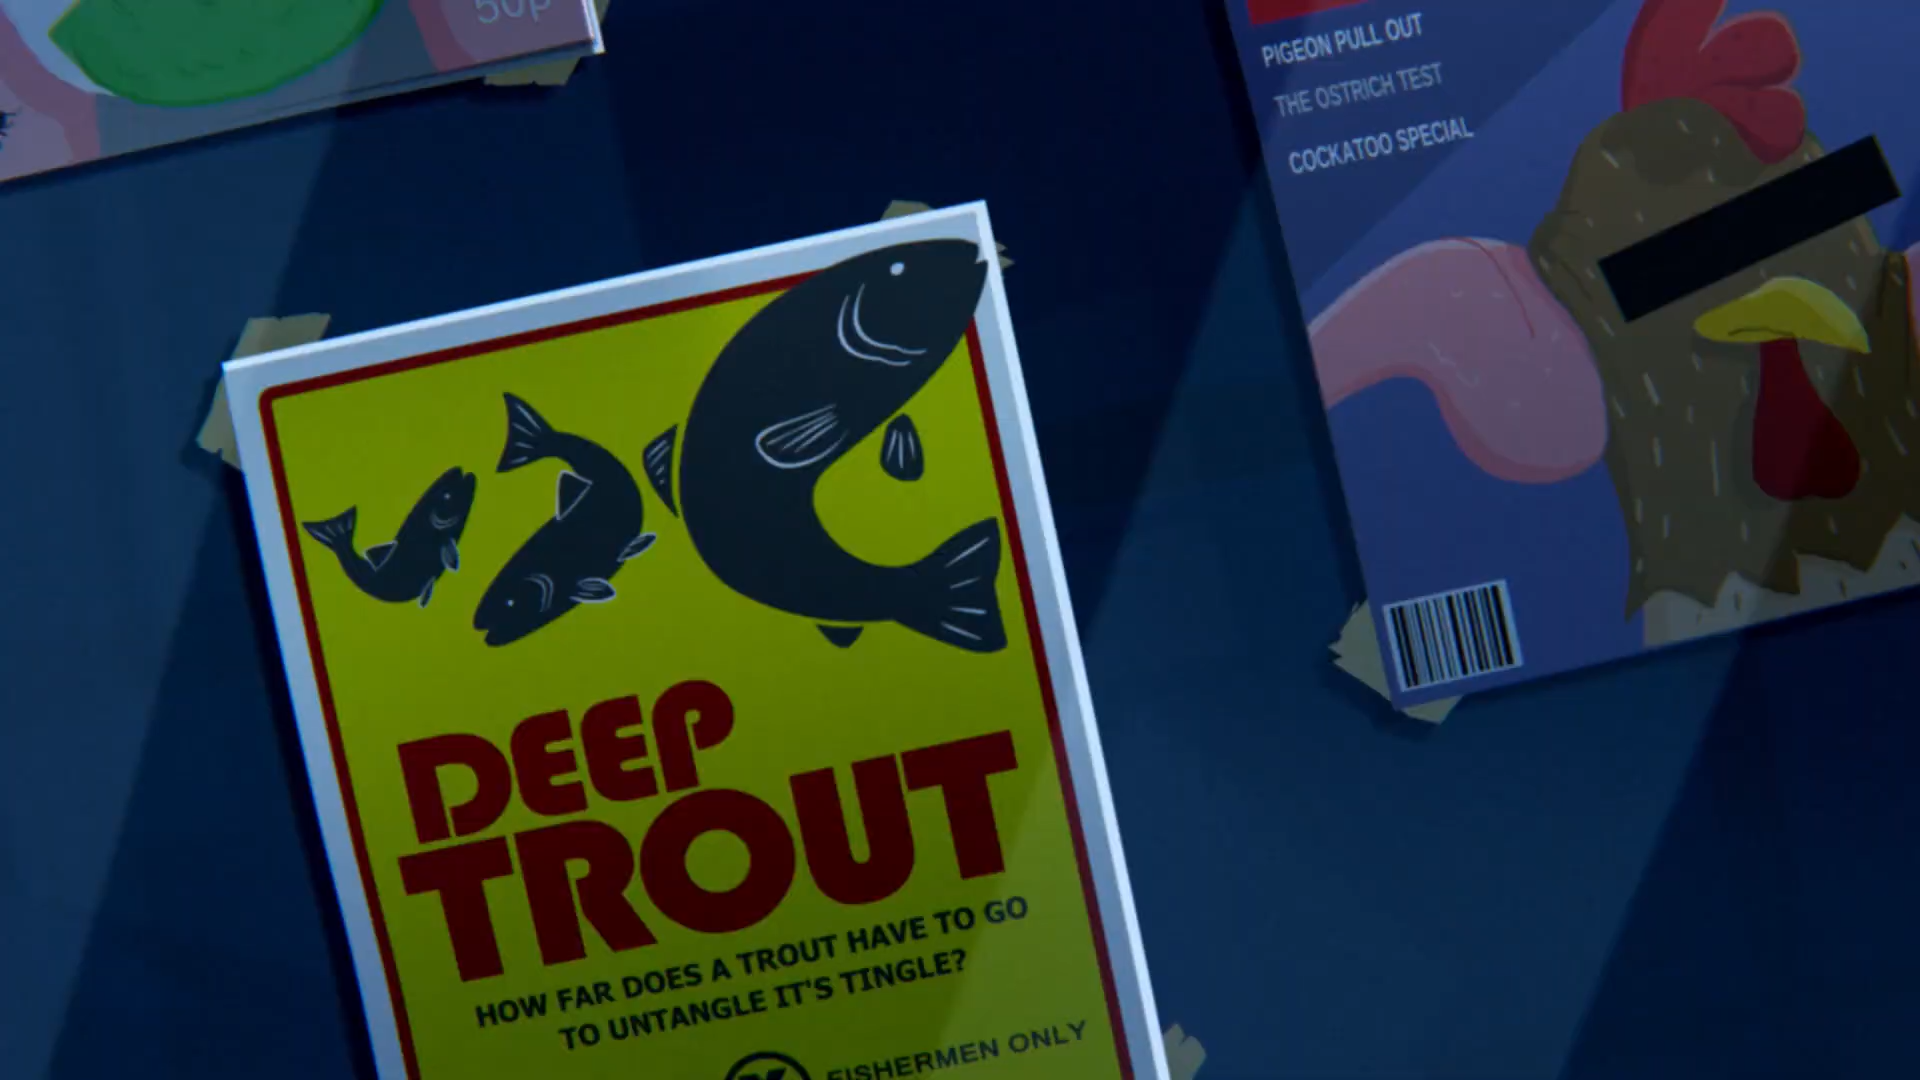 50p
PIGEON PULL OUT
THE OSTRICH TEST
COCKATOO SPECIAL
DEEP
TROUT
HOW FAR DOES A TROUT HAVE TO GO
TO UNTANGLE IT'S TINGLE?
X FISHERMEN ONLY